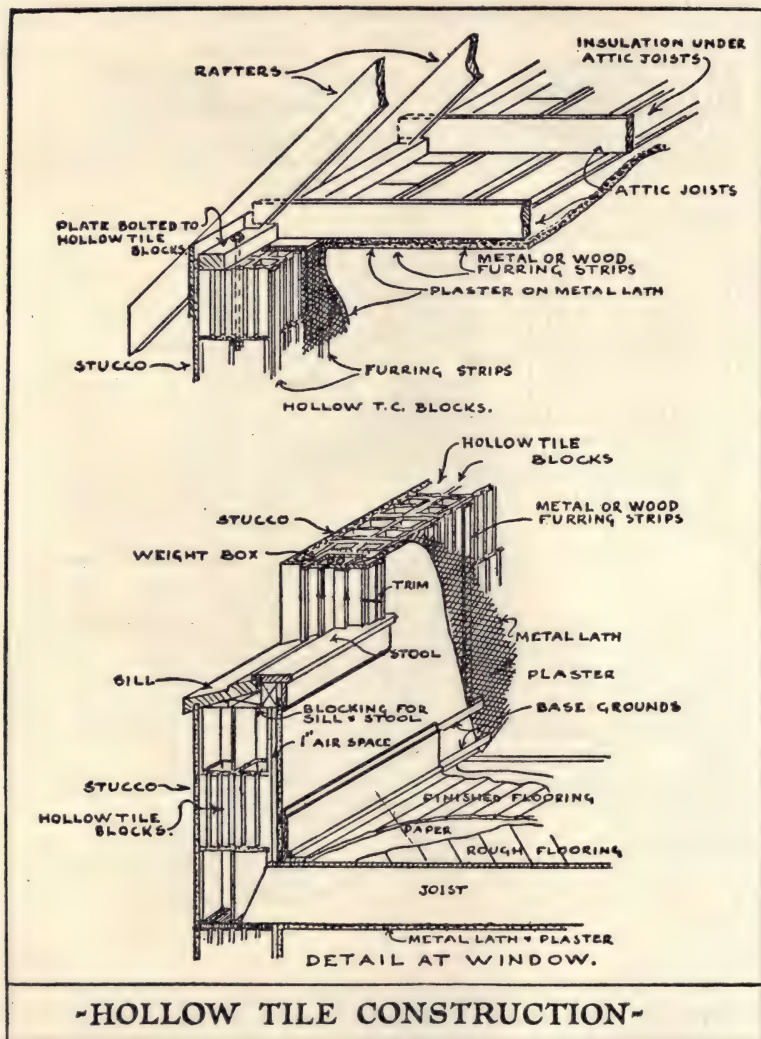 RAFTERS
INSULATION UNDER
ATTIC JOISTS
ATTIC JOISTS
PLATE BOLTED TO
HOLLOW TILE
BLOCKS.
METAL OR WOOD
FURRING STRIPS
PLASTER ON METAL LATH
STUCCO
FURRING STRIPS
HOLLOW T.C. BLOCKS.
HOLLOW TILE
BLOCKS
STUCCO
METAL OR WOOD
FURRING STRIPS
WEIGHT BOX
TRIM
METAL LATH
STOOL
PLASTER
SILL
BLOCKING FOR
SILL & STOOL
BASE GROUNDS
1" AIR SPACE
STUCCO
HOLLOW TILE
BLOCKS.
FINISHED FLOORING
PAPER
ROUGH FLOORING
JOIST
METAL LATH & PLASTER
DETAIL AT WINDOW.
-HOLLOW TILE CONSTRUCTION-